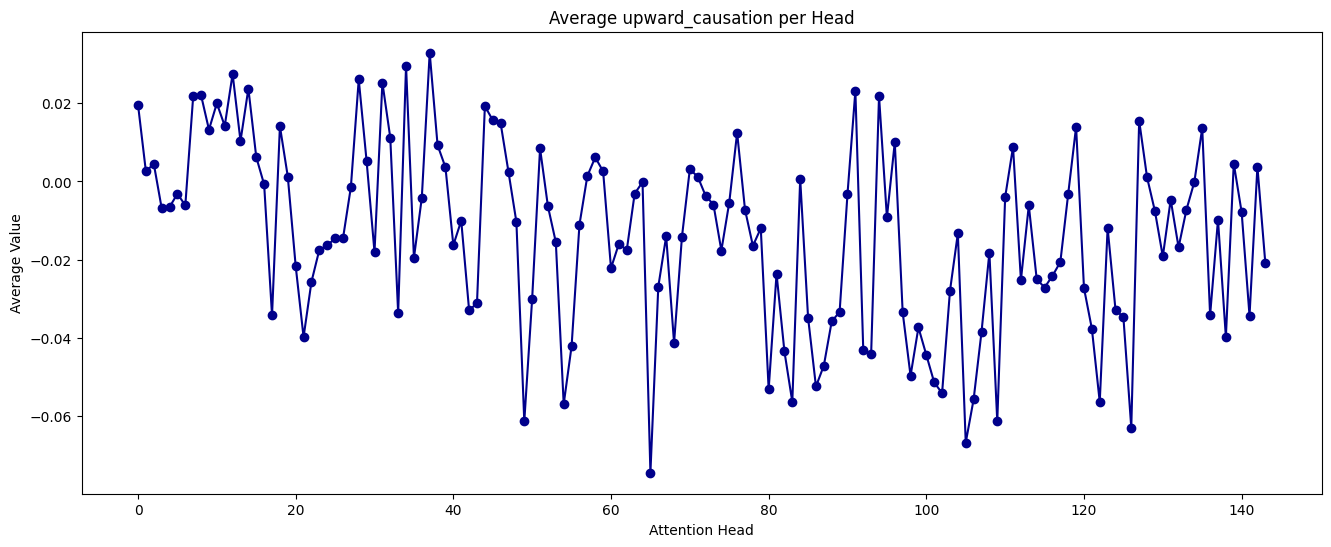 Average upward_causation per Head
Average Value
0.02
0.00
−0.02
−0.04
−0.06
0 20 40 60 80 100 120 140
Attention Head